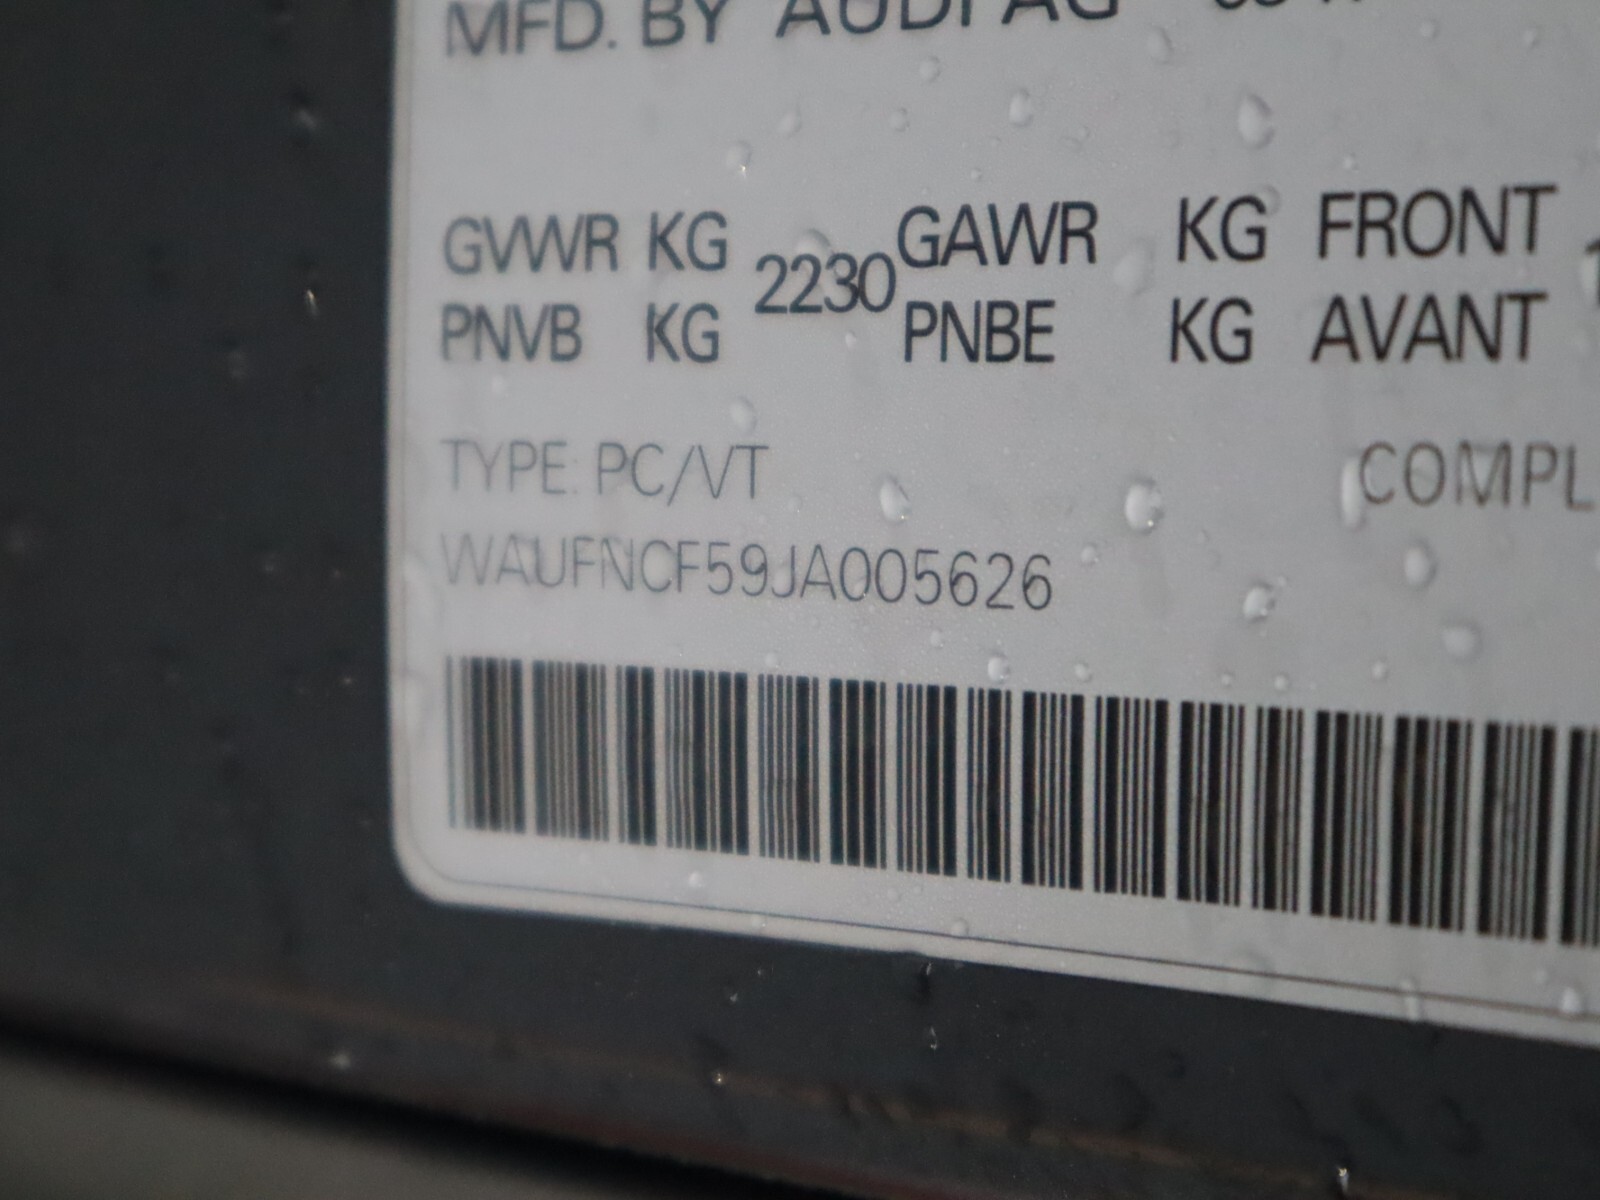 MFD. BY AUDI AG
GVWR KG 2230 GAWR KG FRONT
PNVB KG PNBE KG AVANT
TYPE: PC/VT COMPL
WAUFNCF59JA005626